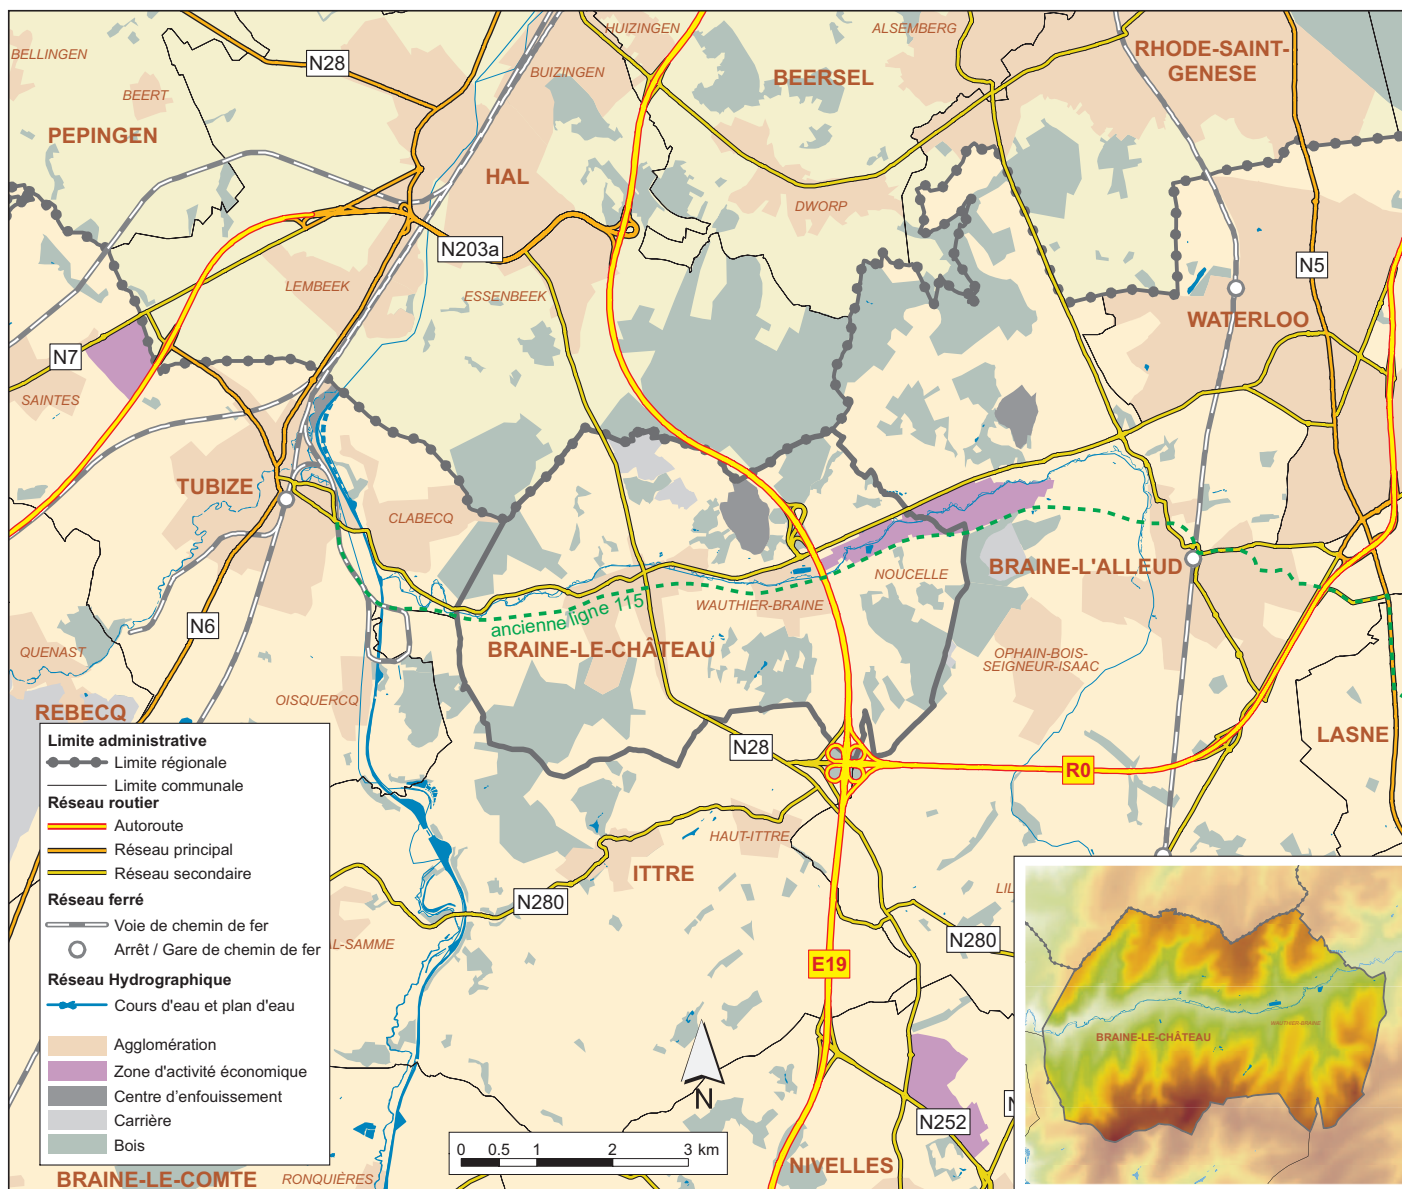 BELLINGEN
BEERT
PEPINGEN
N28
HUIZINGEN
BUIZINGEN
HAL
ALSEMBERG
BEERSEL
RHODE-SAINT-
GENESE
DWORP
N203a
LEMBEEK
ESSENBEEK
N5
WATERLOO
N7
SAINTES
TUBIZE
CLABECQ
NOUCELLE
BRAINE-L'ALLEUD
WAUTHIER-BRAINE
ancienne ligne 115
BRAINE-LE-CHÂTEAU
N6
QUENAST
OPHAIN-BOIS-
SEIGNEUR-ISAAC
OISQUERCQ
REBECQ
LASNE
N28
R0
HAUT-ITTRE
ITTRE
N280
N280
E19
N252
NIVELLES
BRAINE-LE-COMTE
RONQUIÈRES
Limite administrative
Limite régionale
Limite communale
Réseau routier
Autoroute
Réseau principal
Réseau secondaire
Réseau ferré
Voie de chemin de fer
Arrêt / Gare de chemin de fer
Réseau Hydrographique
Cours d'eau et plan d'eau
Agglomération
Zone d'activité économique
Centre d'enfouissement
Carrière
Bois
AL-SAMME
LIL
N
0 0.5 1 2 3 km
WAUTHIER-BRAINE
BRAINE-LE-CHÂTEAU